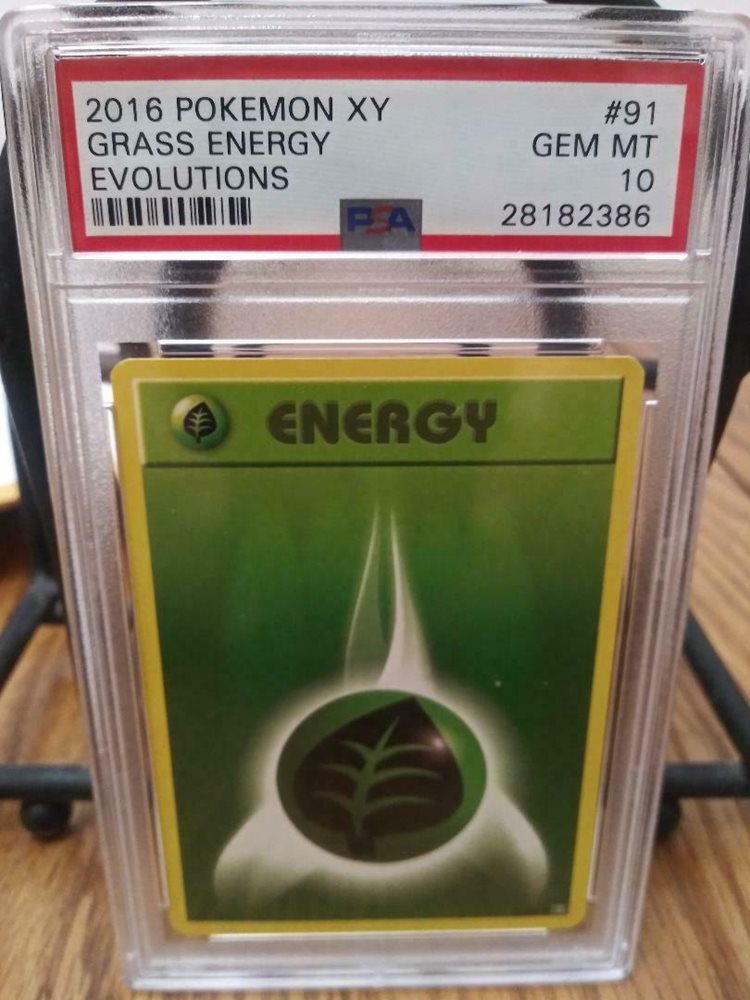 2016 POKEMON XY #91
GRASS ENERGY GEM MT
EVOLUTIONS 10
PSA 28182386
ENERGY